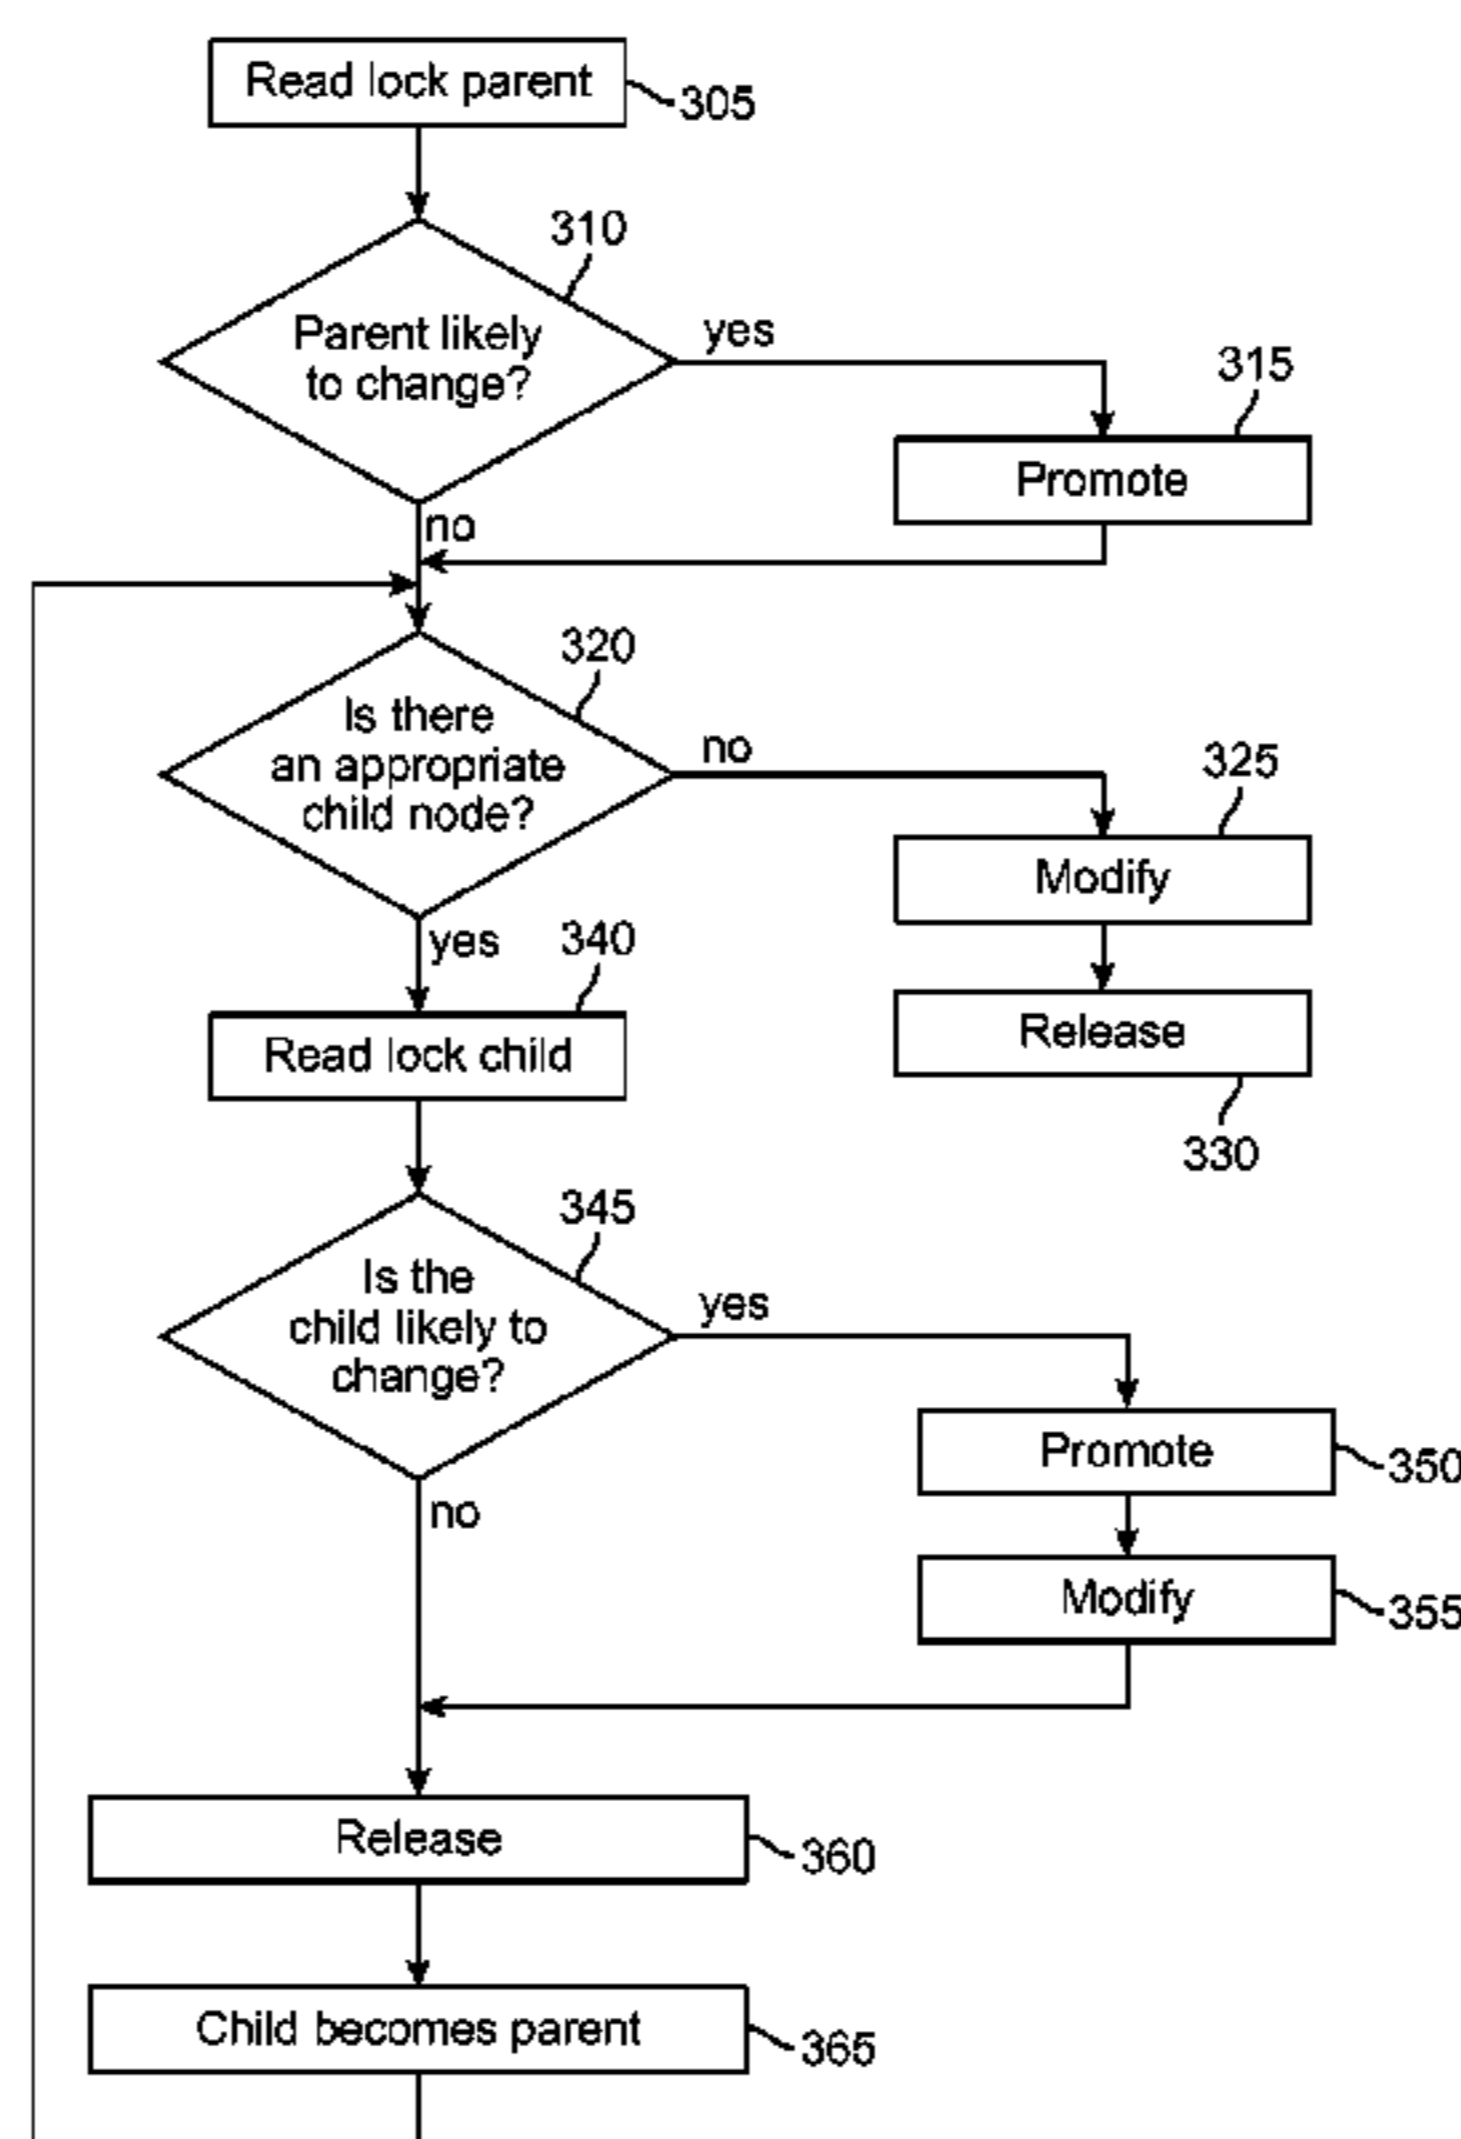 Read lock parent
305
310
Parent likely
to change?
yes
315
Promote
no
320
Is there
an appropriate
child node?
no
325
Modify
yes
340
Release
330
Read lock child
345
Is the
child likely to
change?
yes
Promote
350
no
Modify
355
Release
360
Child becomes parent
365